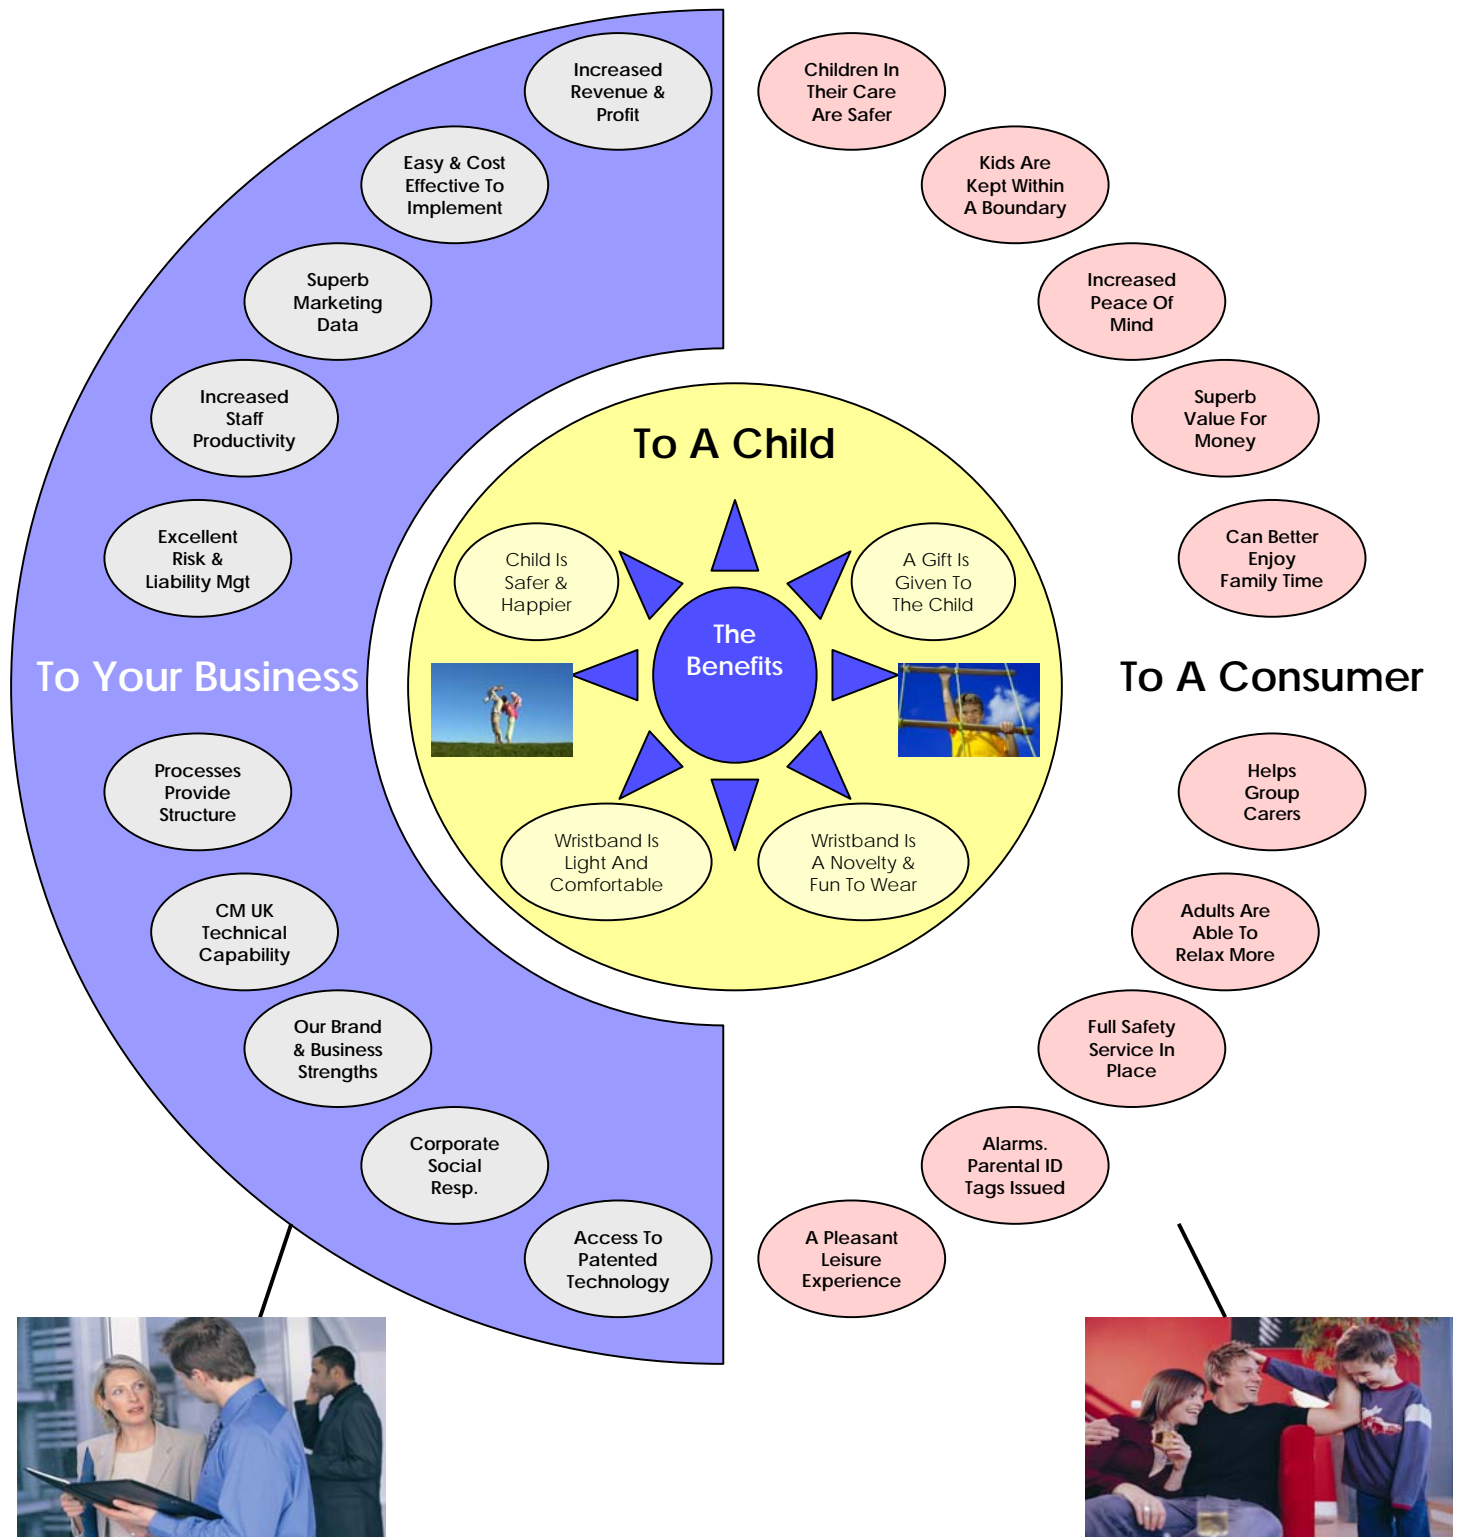 Increased
Revenue &
Profit
Easy & Cost
Effective To
Implement
Superb
Marketing
Data
Increased
Staff
Productivity
Excellent
Risk &
Liability Mgt
To Your Business
Processes
Provide
Structure
CM UK
Technical
Capability
Our Brand
& Business
Strengths
Corporate
Social
Resp.
Access To
Patented
Technology
To A Child
Child Is
Safer &
Happier
A Gift Is
Given To
The Child
The
Benefits
Wristband Is
Light And
Comfortable
Wristband Is
A Novelty &
Fun To Wear
Children In
Their Care
Are Safer
Kids Are
Kept Within
A Boundary
Increased
Peace Of
Mind
Superb
Value For
Money
Can Better
Enjoy
Family Time
To A Consumer
Helps
Group
Carers
Adults Are
Able To
Relax More
Full Safety
Service In
Place
Alarms.
Parental ID
Tags Issued
A Pleasant
Leisure
Experience